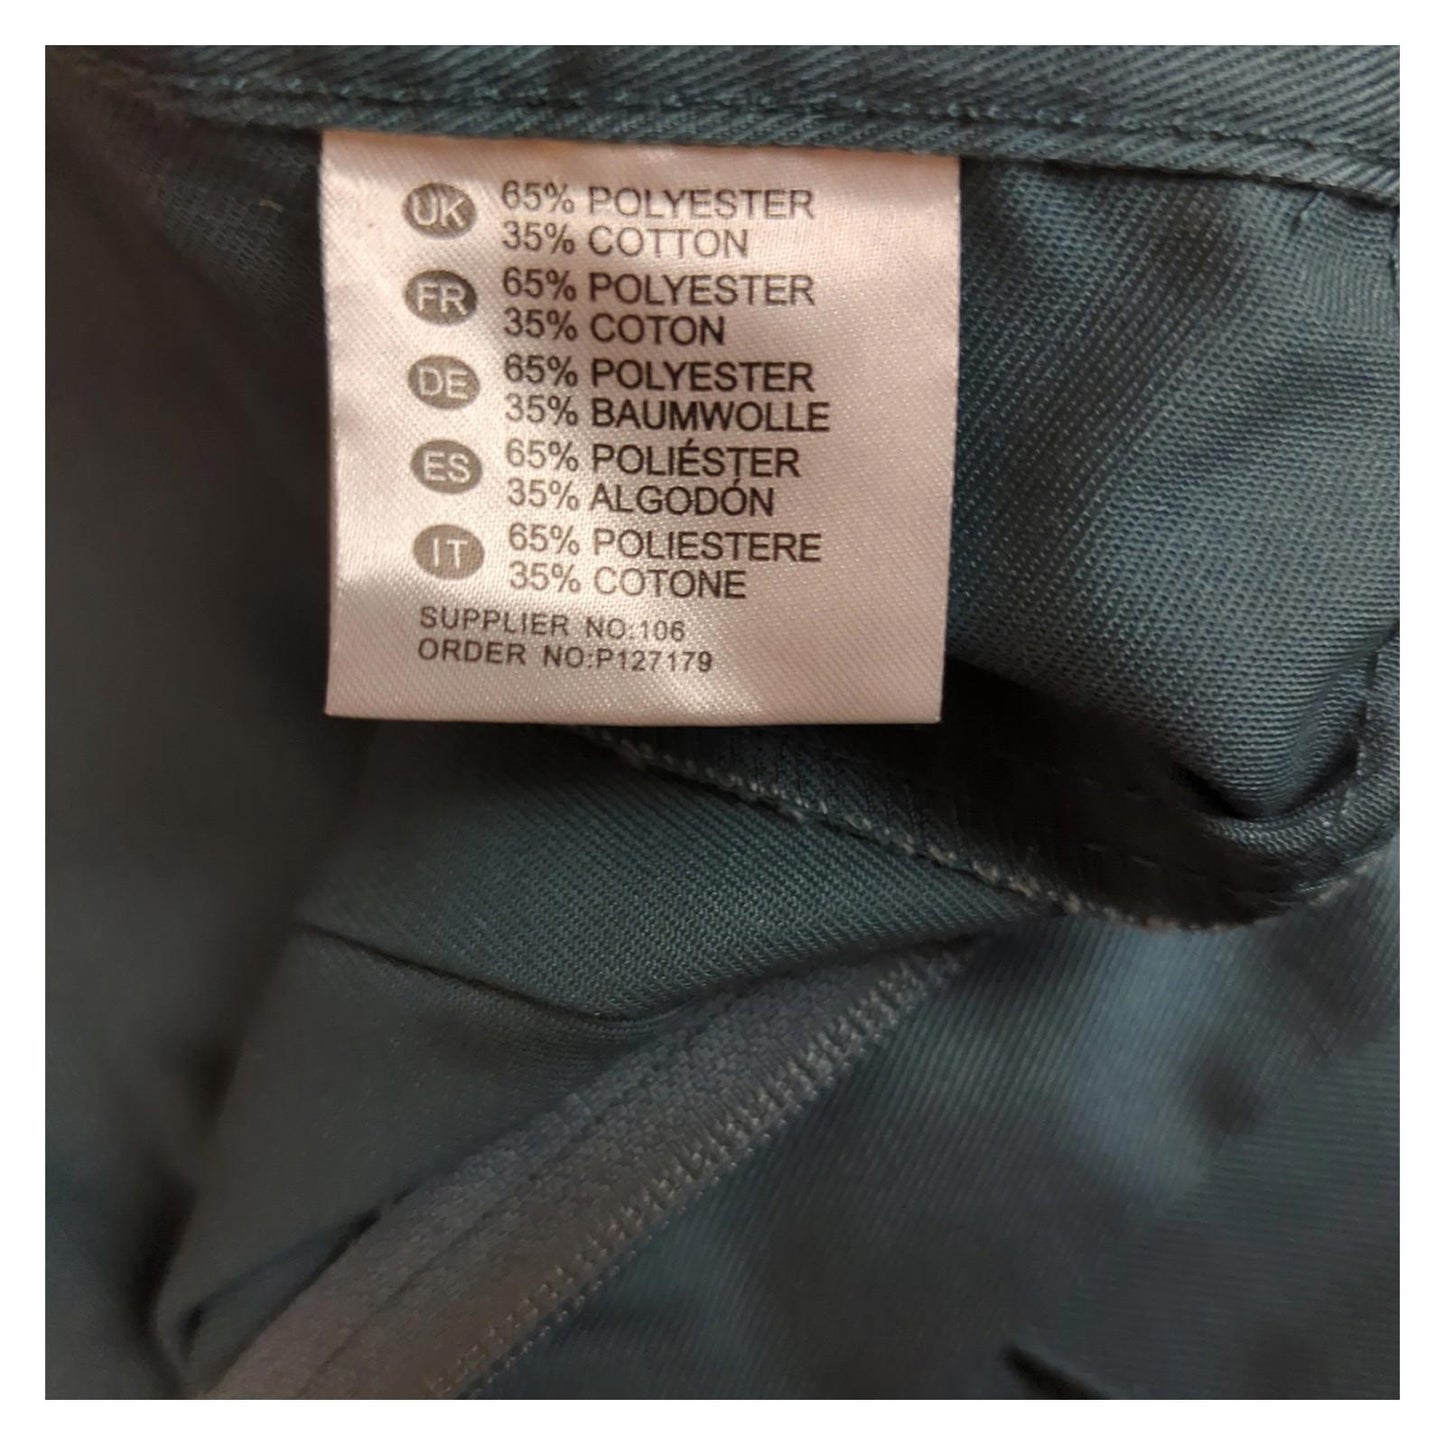 UK 65% POLYESTER
35% COTTON
FR 65% POLYESTER
35% COTON
DE 65% POLYESTER
35% BAUMWOLLE
ES 65% POLIÉSTER
35% ALGODÓN
IT 65% POLIESTERE
35% COTONE
SUPPLIER NO:106
ORDER NO:P127179